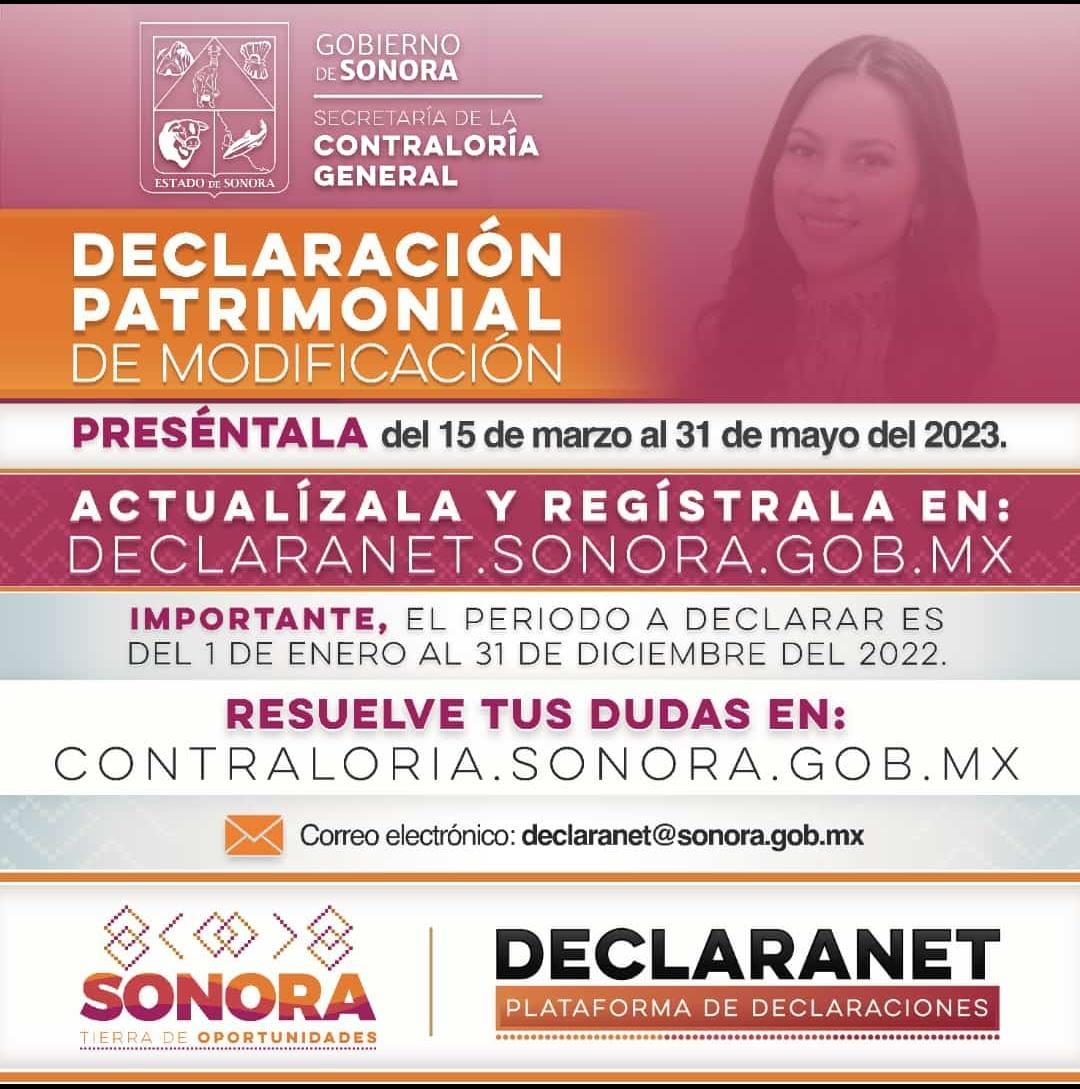 GOBIERNO
DE SONORA
SECRETARÍA DE LA
CONTRALORÍA
GENERAL
ESTADO DE SONORA
DECLARACIÓN
PATRIMONIAL
DE MODIFICACIÓN
PRESÉNTALA del 15 de marzo al 31 de mayo del 2023.
ACTUALÍZALA Y REGÍSTRALA EN:
DECLARANET.SONORA.GOB.MX
IMPORTANTE, EL PERIODO A DECLARAR ES
DEL 1 DE ENERO AL 31 DE DICIEMBRE DEL 2022.
RESUELVE TUS DUDAS EN:
CONTRALORIA.SONORA.GOB.MX
Correo electrónico: declaranet@sonora.gob.mx
SONORA
TIERRA DE OPORTUNIDADES
DECLARANET
PLATAFORMA DE DECLARACIONES